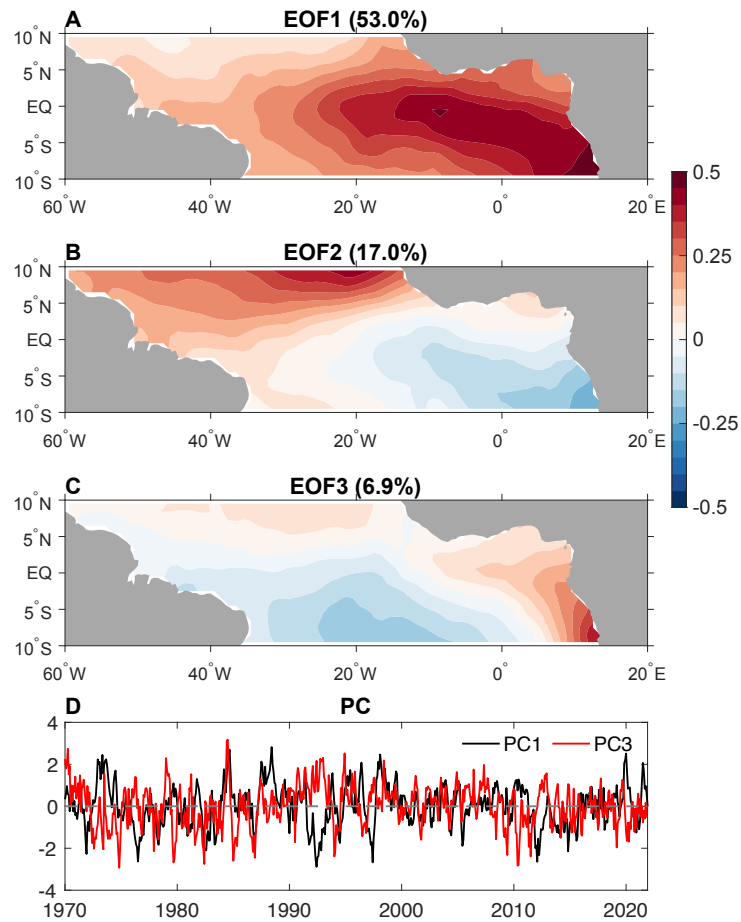 A EOF1 (53.0%)
10°N
5°N
EQ
5°S
10°S
60°W 40°W 20°W 0° 20°E
B EOF2 (17.0%)
10°N
5°N
EQ
5°S
10°S
60°W 40°W 20°W 0° 20°E
0.5
0.25
0
-0.25
-0.5
C EOF3 (6.9%)
10°N
5°N
EQ
5°S
10°S
60°W 40°W 20°W 0° 20°E
D PC
4
2
0
-2
-4
PC1 PC3
1970 1980 1990 2000 2010 2020